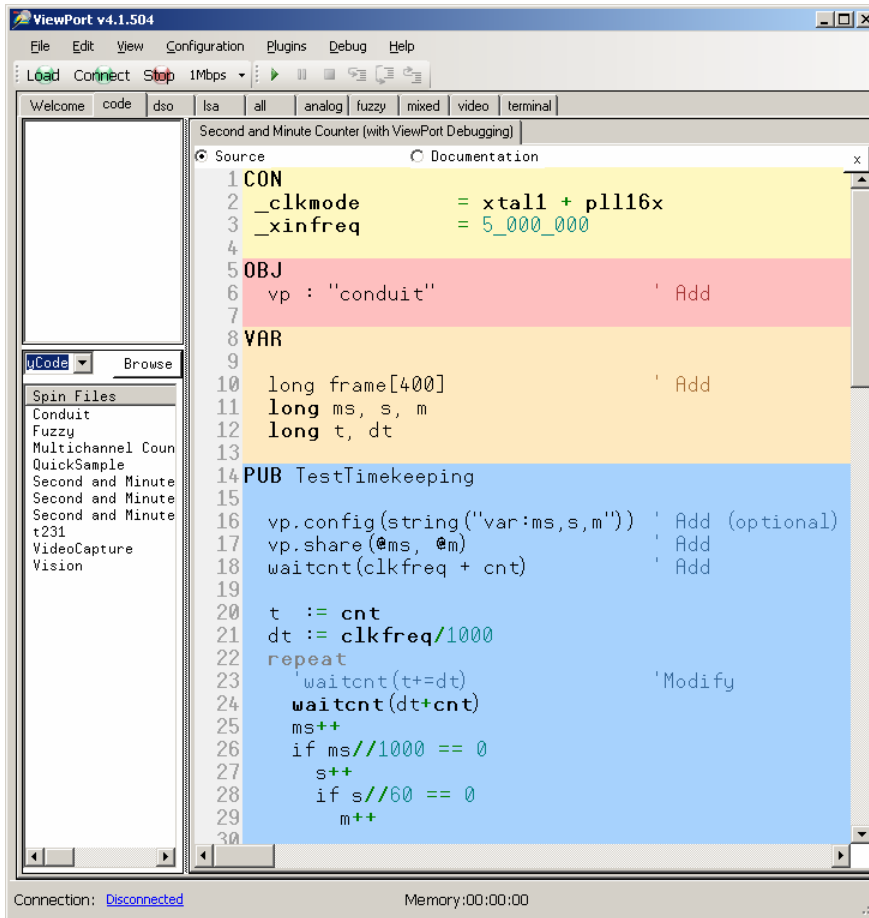 ViewPort v4.1.504
File Edit View Configuration Plugins Debug Help
Load Connect Stop 1Mbps
Welcome code dso lsa all analog fuzzy mixed video terminal
Second and Minute Counter (with ViewPort Debugging)
Source Documentation x
1 CON
2 _clkmode = xtal1 + pll16x
3 _xinfreq = 5_000_000
4
5 OBJ
6 vp : "conduit" ' Add
7
8 VAR
9
10 long frame[400] ' Add
11 long ms, s, m
12 long t, dt
13
14 PUB TestTimekeeping
15
16 vp.config(string("var:ms,s,m")) ' Add (optional)
17 vp.share(@ms, @m) ' Add
18 waitcnt(clkfreq + cnt) ' Add
19
20 t := cnt
21 dt := clkfreq/1000
22 repeat
23 'waitcnt(t+=dt) 'Modify
24 waitcnt(dt+cnt)
25 ms++
26 if ms//1000 == 0
27 s++
28 if s//60 == 0
29 m++
30
yCode Browse
Spin Files
Conduit
Fuzzy
Multichannel Coun
QuickSample
Second and Minute
Second and Minute
Second and Minute
t231
VideoCapture
Vision
Connection: Disconnected Memory:00:00:00